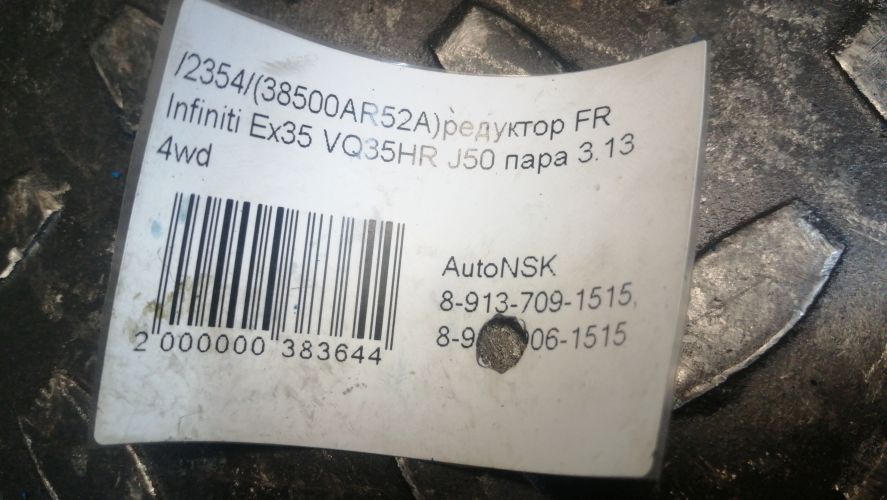 /2354/(38500AR52A)редуктор FR
Infiniti Ex35 VQ35HR J50 пара 3.13
4wd
AutoNSK
8-913-709-1515,
2 000000 383644